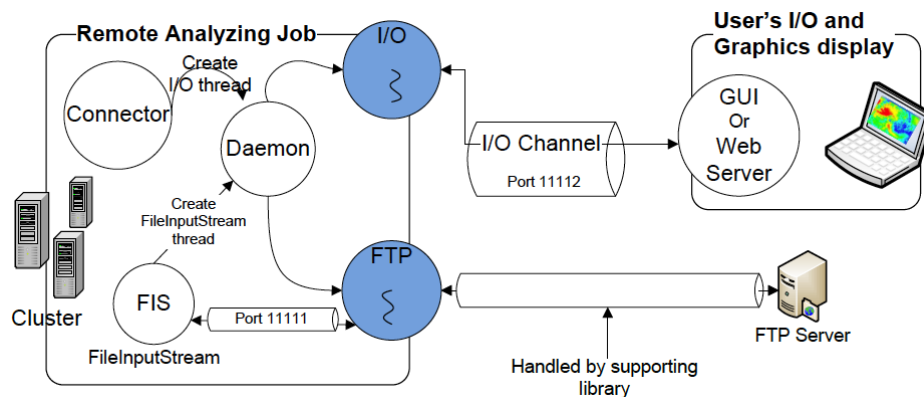 Remote Analyzing Job
I/O
User's I/O and
Graphics display
Create
I/O thread
Connector
Daemon
GUI
Or
Web
Server
I/O Channel
Port 11112
Create
FileInputStream
thread
FTP
FIS
Port 11111
Cluster
FileInputStream
FTP Server
Handled by supporting
library